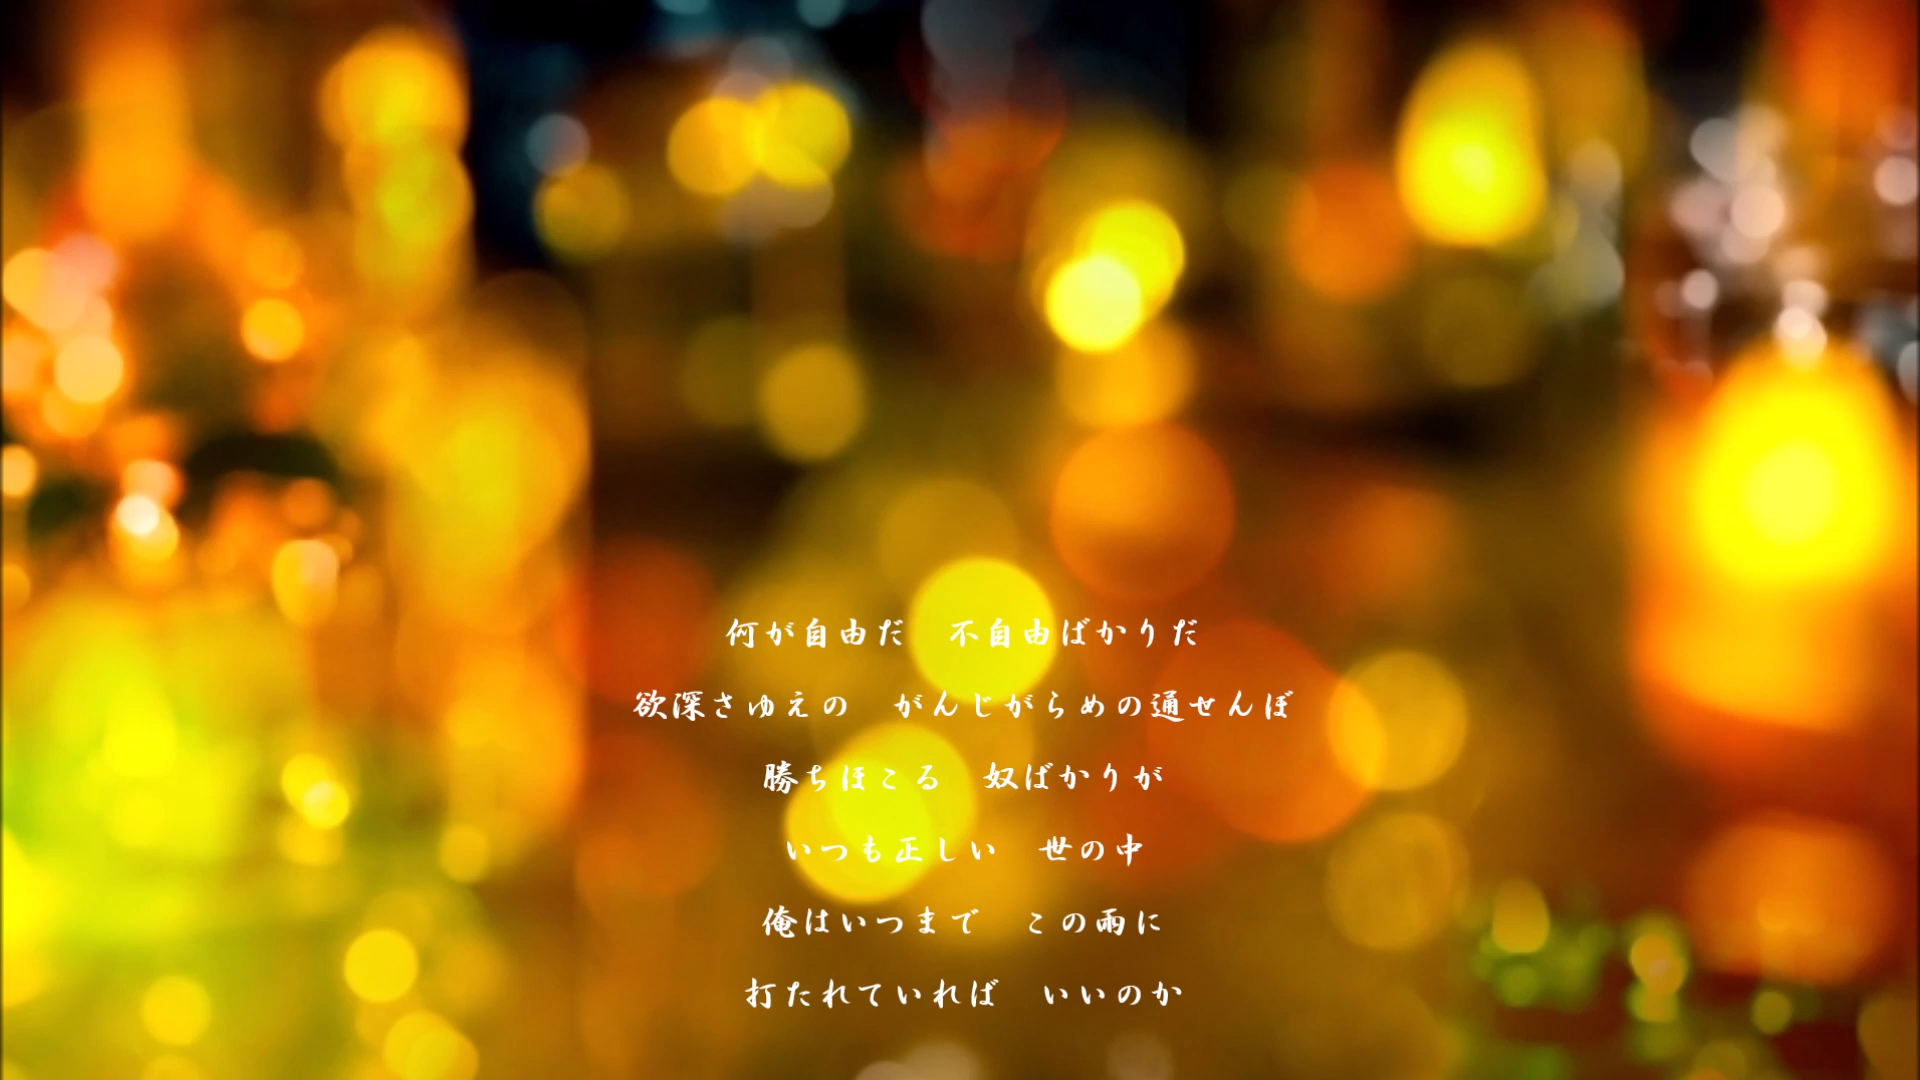 何が自由だ　不自由ばかりだ
欲深さゆえの　がんじがらめの通せんぼ
勝ちほこる　奴ばかりが
いつも正しい　世の中
俺はいつまで　この雨に
打たれていれば　いいのか